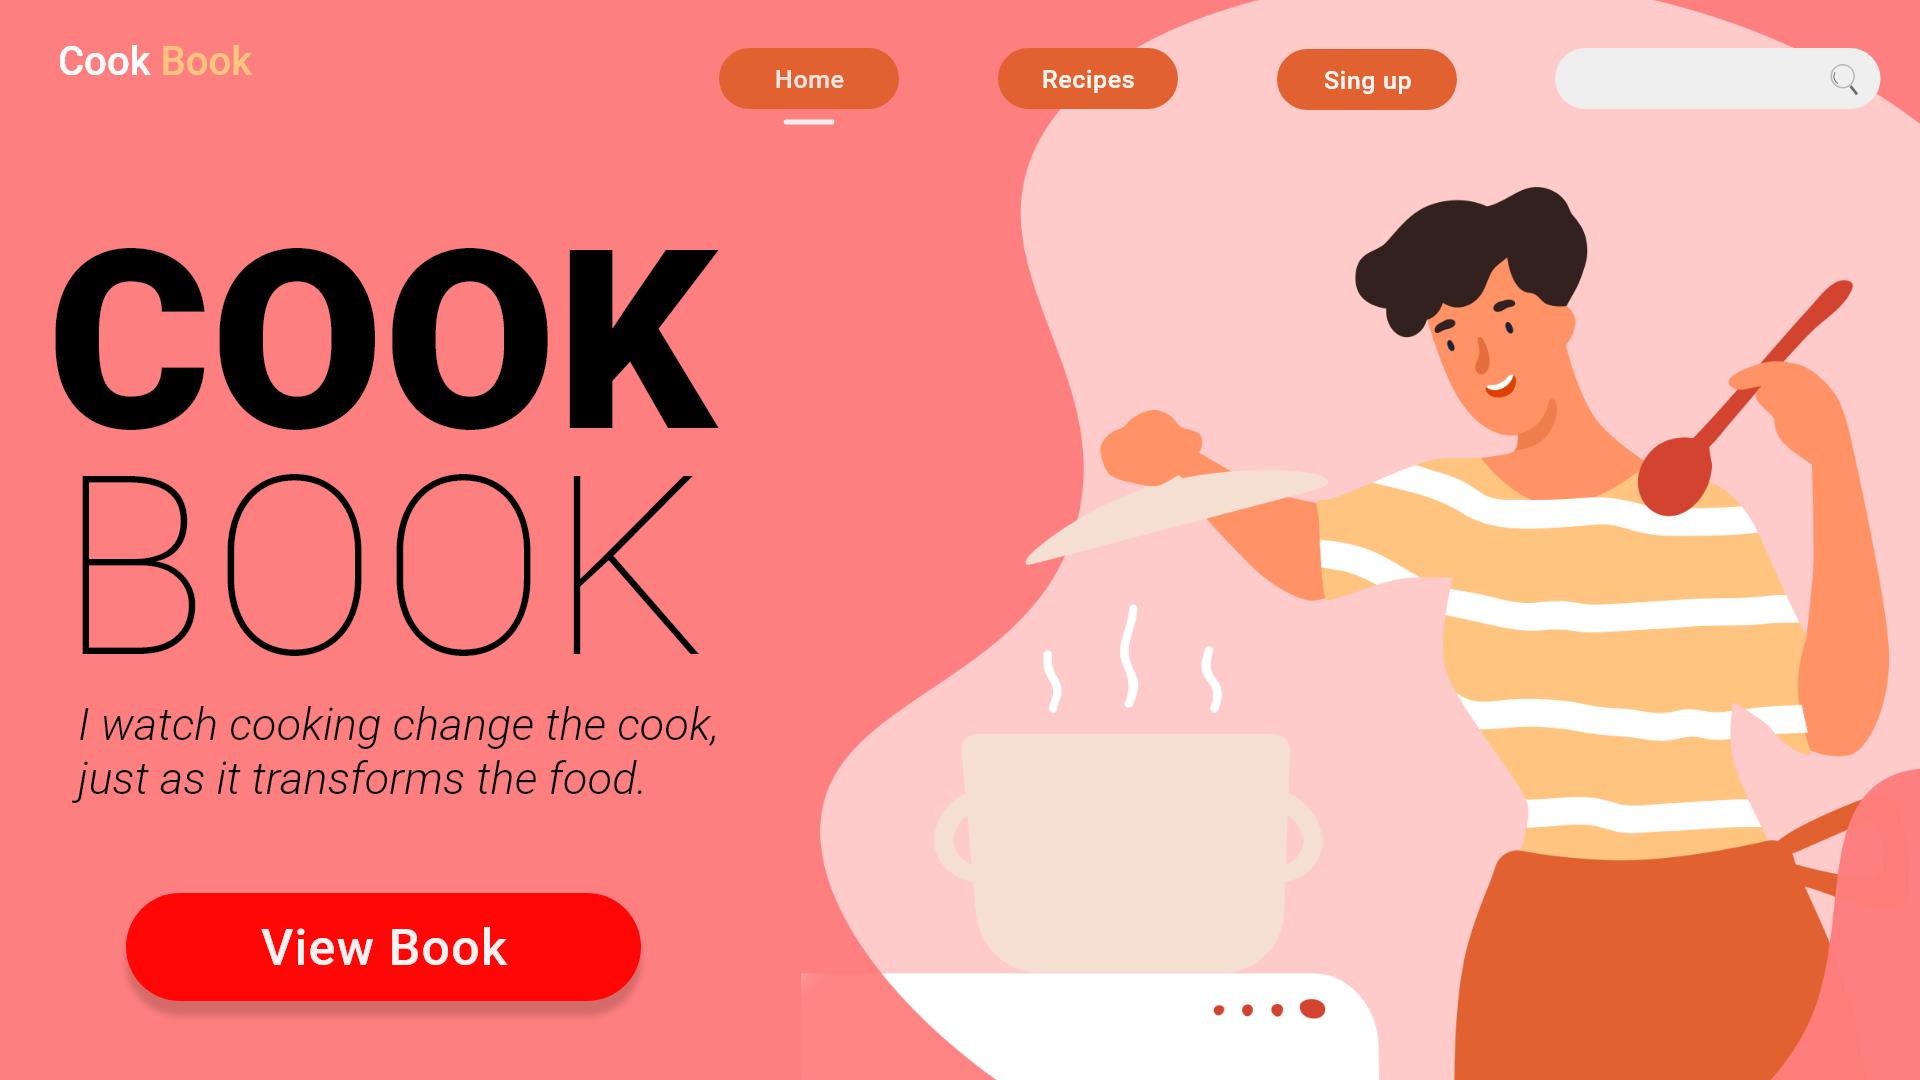 Cook Book
Home
Recipes
Sing up
COOK
BOOK
I watch cooking change the cook,
just as it transforms the food.
View Book